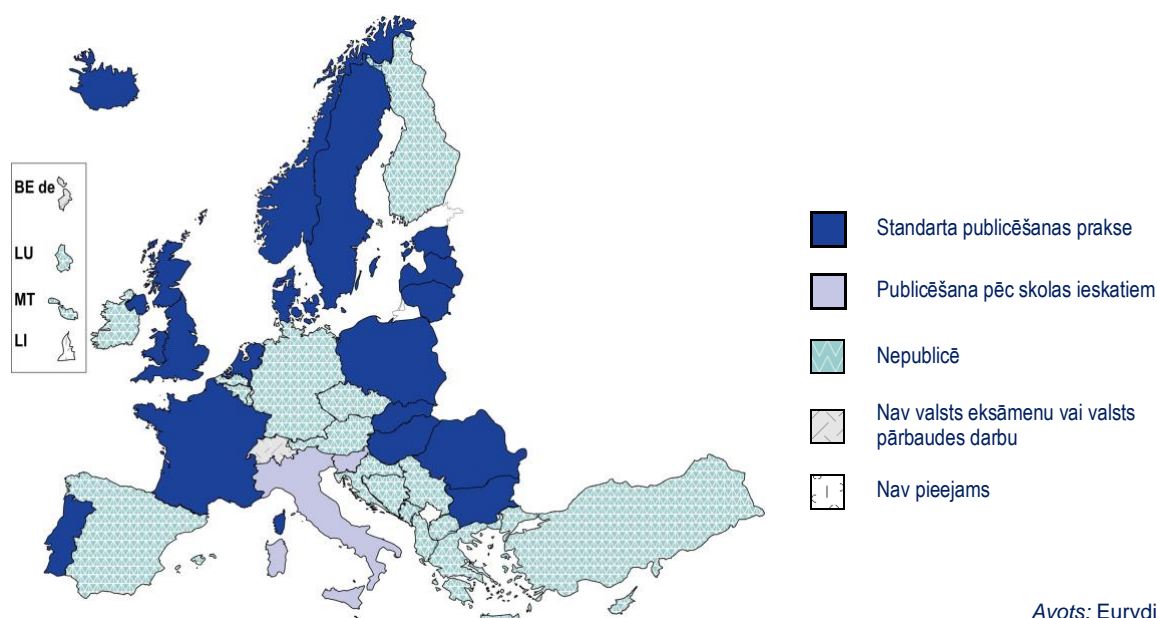 BE de
LU
MT
LI
Standarta publicēšanas prakse
Publicēšana pēc skolas ieskatiem
Nepublicē
Nav valsts eksāmenu vai valsts
pārbaudes darbu
Nav pieejams
Avots: Eurydi